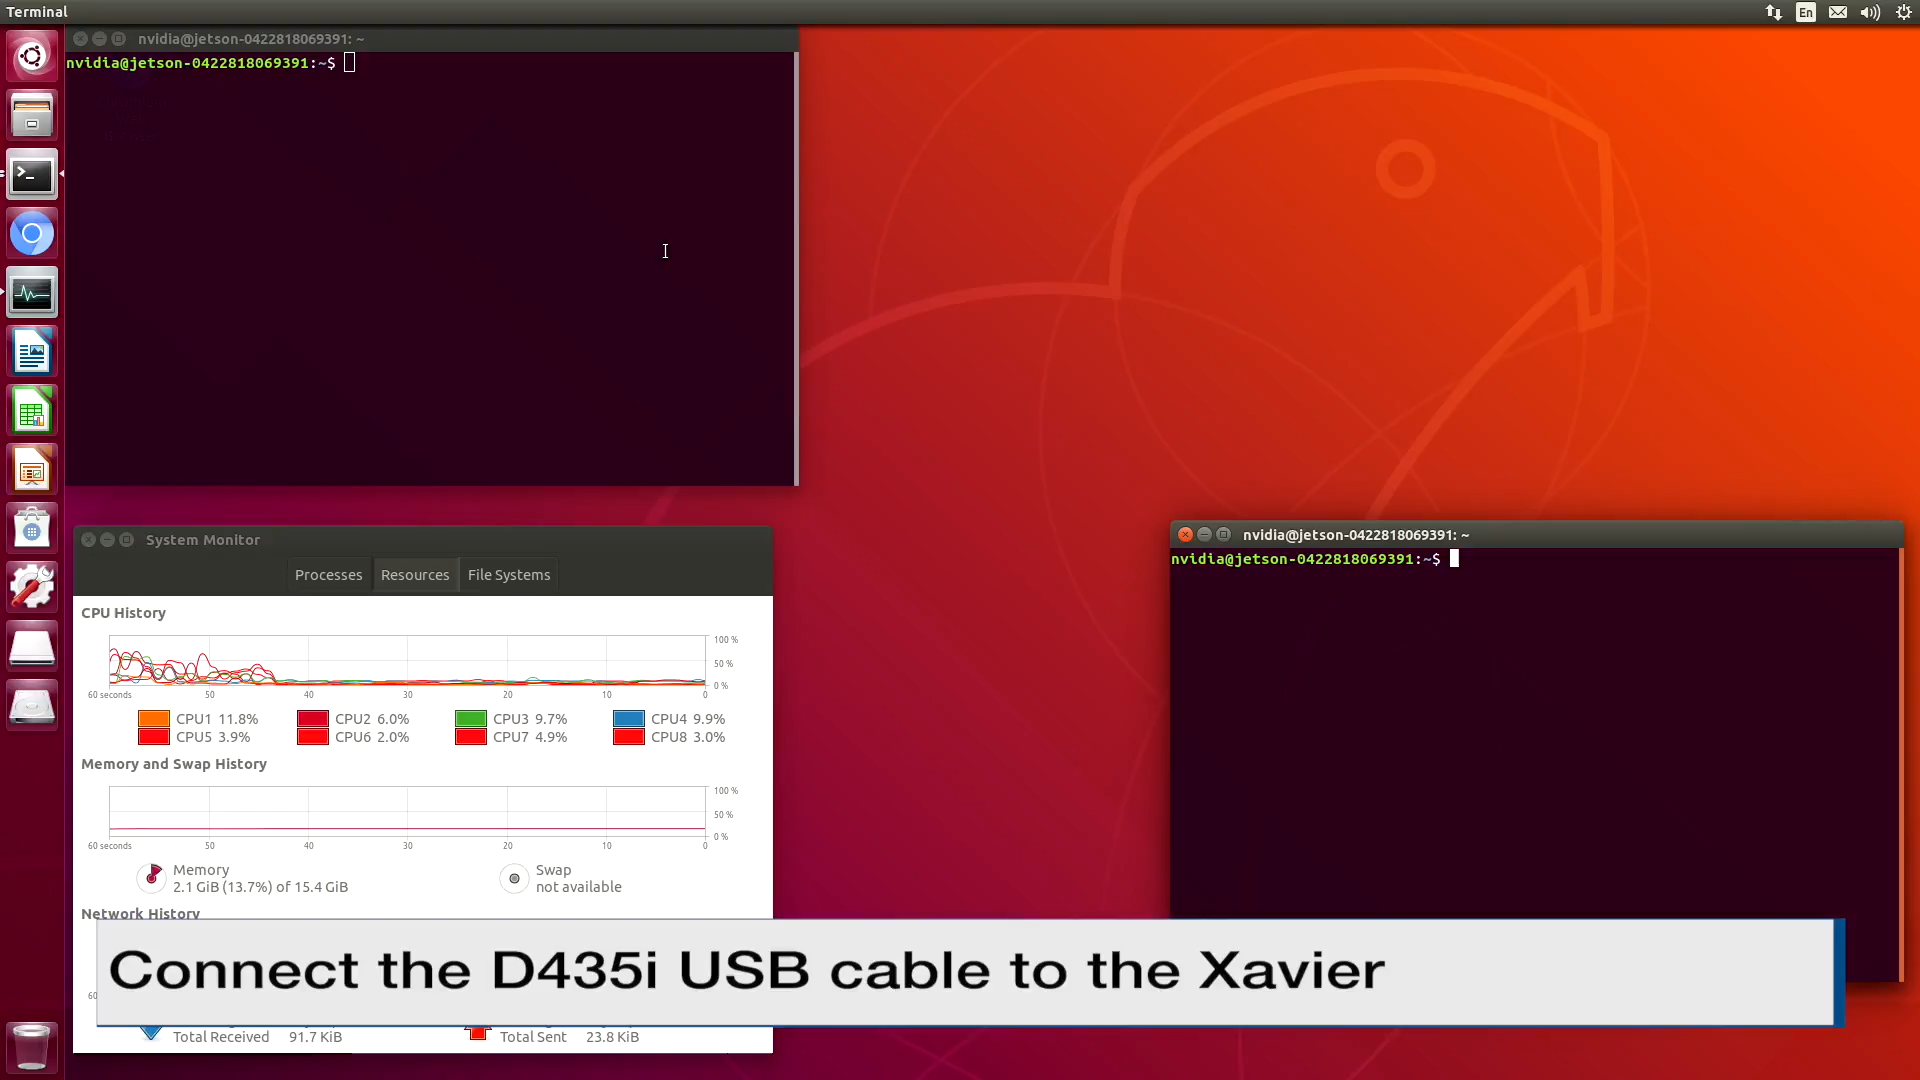 Terminal
En
nvidia@jetson-0422818069391: ~
nvidia@jetson-0422818069391:~$
System Monitor
Processes
Resources
File Systems
CPU History
100 %
50 %
0 %
60 seconds
50
40
30
20
10
0
CPU1 11.8%
CPU2 6.0%
CPU3 9.7%
CPU4 9.9%
CPU5 3.9%
CPU6 2.0%
CPU7 4.9%
CPU8 3.0%
Memory and Swap History
100 %
50 %
0 %
60 seconds
50
40
30
20
10
0
Memory
2.1 GiB (13.7%) of 15.4 GiB
Swap
not available
Network History
60
Total Received 91.7 KiB
Total Sent 23.8 KiB
nvidia@jetson-0422818069391: ~
nvidia@jetson-0422818069391:~$
Connect the D435i USB cable to the Xavier